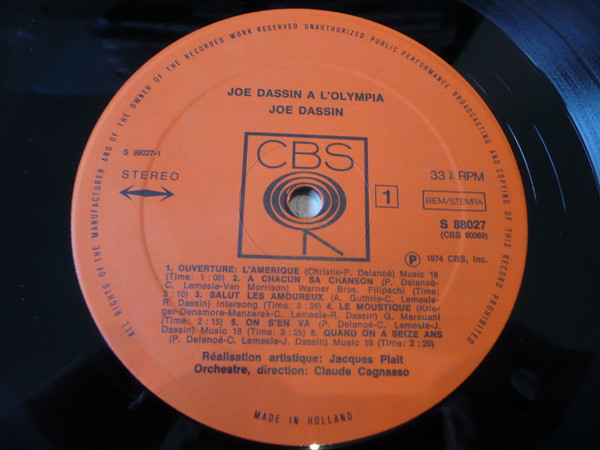 ALL RIGHTS OF THE MANUFACTURER AND OF THE OWNER OF THE RECORDED WORK RESERVED UNAUTHORIZED PUBLIC PERFORMANCE BROADCASTING AND COPYING OF THIS RECORD PROHIBITED
JOE DASSIN A L'OLYMPIA
JOE DASSIN
S 88027-1
STEREO
CBS
1
33⅓ RPM
BIEM/STEMRA
S 88027
(CBS 80069)
Ⓟ 1974 CBS, Inc.
1. OUVERTURE: L'AMERIQUE (Christie-P. Delanoë) Music 18
(Time: 1:05) 2. A CHACUN SA CHANSON (P. Delanoë-
C. Lemesle-Van Morrison) Warner Bros. Filipachi (Time:
3:10) 3. SALUT LES AMOUREUX (A. Guthrie-C. Lemesle-
R. Dassin) Intersong (Time: 3:35) 4. LE MOUSTIQUE (Krie-
ger-Densmore-Manzarek-C. Lemesle-R. Dassin) G. Marouani
(Time: 2:15) 5. ON S'EN VA (P. Delanoë-C. Lemesle-J.
Dassin) Music 18 (Time: 3:25) 6. QUAND ON A SEIZE ANS
(P. Delanoë-C. Lemesle-J. Dassin) Music 18 (Time: 2:20)
Réalisation artistique: Jacques Plait
Orchestre, direction: Claude Cagnasso
MADE IN HOLLAND